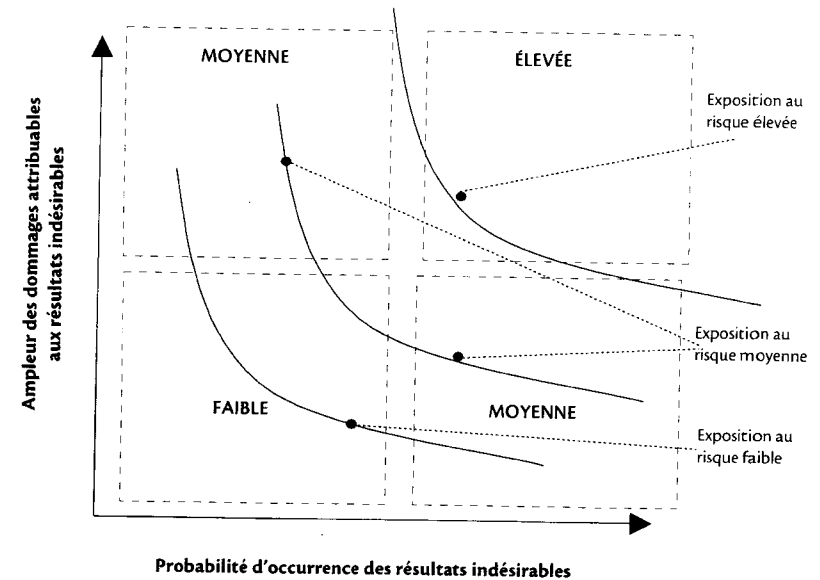 MOYENNE
ÉLEVÉE
Exposition au
risque élevée
Ampleur des dommages attribuables
aux résultats indésirables
Exposition au
risque moyenne
FAIBLE
MOYENNE
Exposition au
risque faible
Probabilité d'occurrence des résultats indésirables